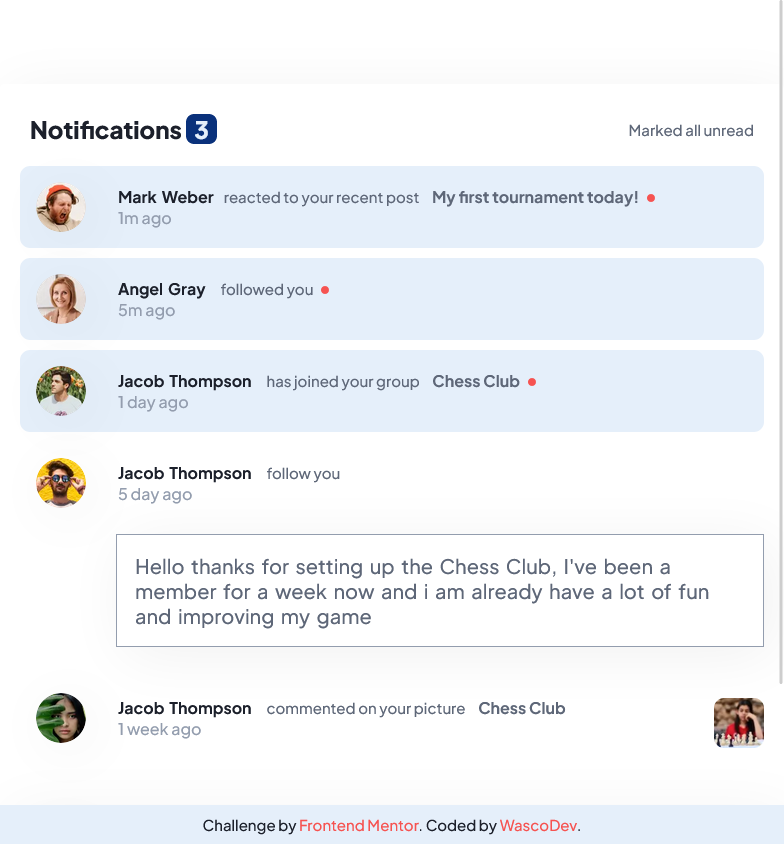 Notifications 3
Marked all unread
Mark Weber reacted to your recent post My first tournament today!
1m ago
Angel Gray followed you
5m ago
Jacob Thompson has joined your group Chess Club
1 day ago
Jacob Thompson follow you
5 day ago
Hello thanks for setting up the Chess Club, I've been a
member for a week now and i am already have a lot of fun
and improving my game
Jacob Thompson commented on your picture Chess Club
1 week ago
Challenge by Frontend Mentor. Coded by WascoDev.